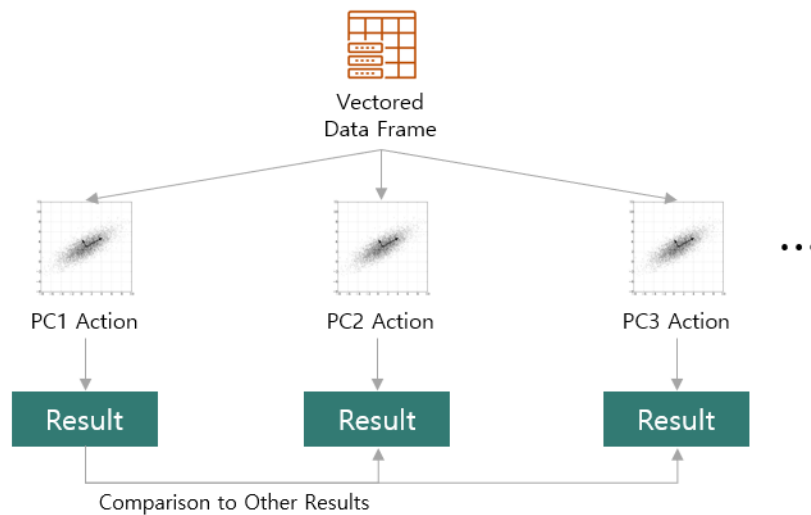 Vectored
Data Frame
...
PC1 Action
PC2 Action
PC3 Action
Result
Result
Result
Comparison to Other Results